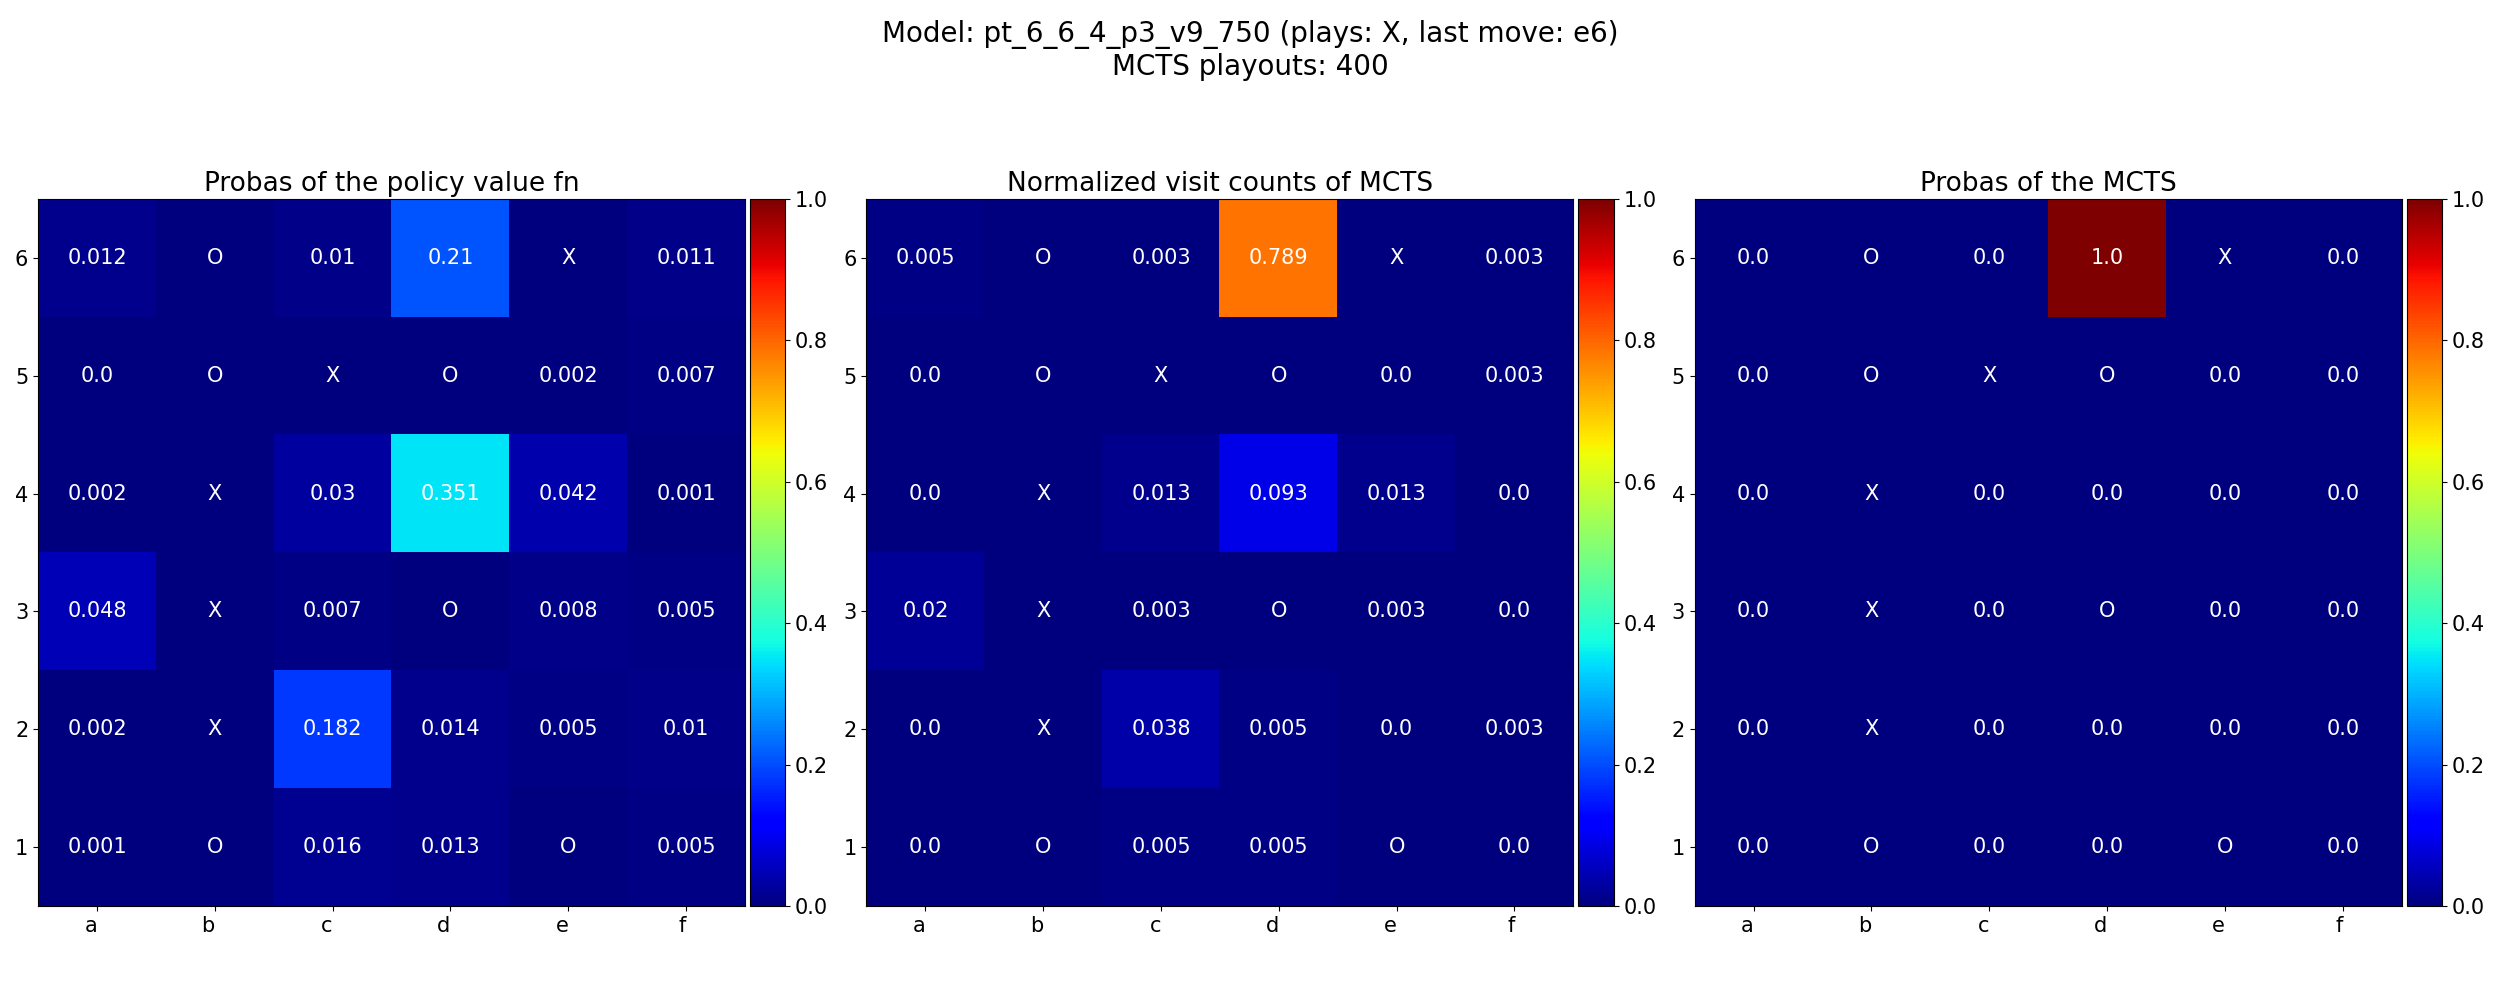 Model: pt_6_6_4_p3_v9_750 (plays: X, last move: e6)
MCTS playouts: 400
Probas of the policy value fn
1.0
6 0.012 O 0.01 0.21 X 0.011
0.8
5 0.0 O X O 0.002 0.007
0.6
4 0.002 X 0.03 0.351 0.042 0.001
0.4
3 0.048 X 0.007 O 0.008 0.005
2 0.002 X 0.182 0.014 0.005 0.01
0.2
1 0.001 O 0.016 0.013 O 0.005
0.0
a b c d e f
Normalized visit counts of MCTS
1.0
6 0.005 O 0.003 0.789 X 0.003
0.8
5 0.0 O X O 0.0 0.003
0.6
4 0.0 X 0.013 0.093 0.013 0.0
0.4
3 0.02 X 0.003 O 0.003 0.0
2 0.0 X 0.038 0.005 0.0 0.003
0.2
1 0.0 O 0.005 0.005 O 0.0
0.0
a b c d e f
Probas of the MCTS
1.0
6 0.0 O 0.0 1.0 X 0.0
0.8
5 0.0 O X O 0.0 0.0
0.6
4 0.0 X 0.0 0.0 0.0 0.0
0.4
3 0.0 X 0.0 O 0.0 0.0
2 0.0 X 0.0 0.0 0.0 0.0
0.2
1 0.0 O 0.0 0.0 O 0.0
0.0
a b c d e f